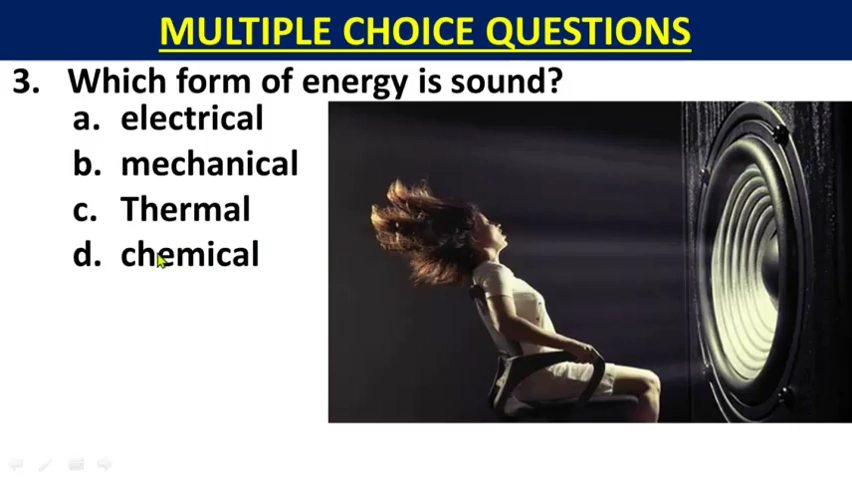 MULTIPLE CHOICE QUESTIONS
3. Which form of energy is sound?
a. electrical
b. mechanical
c. Thermal
d. chemical